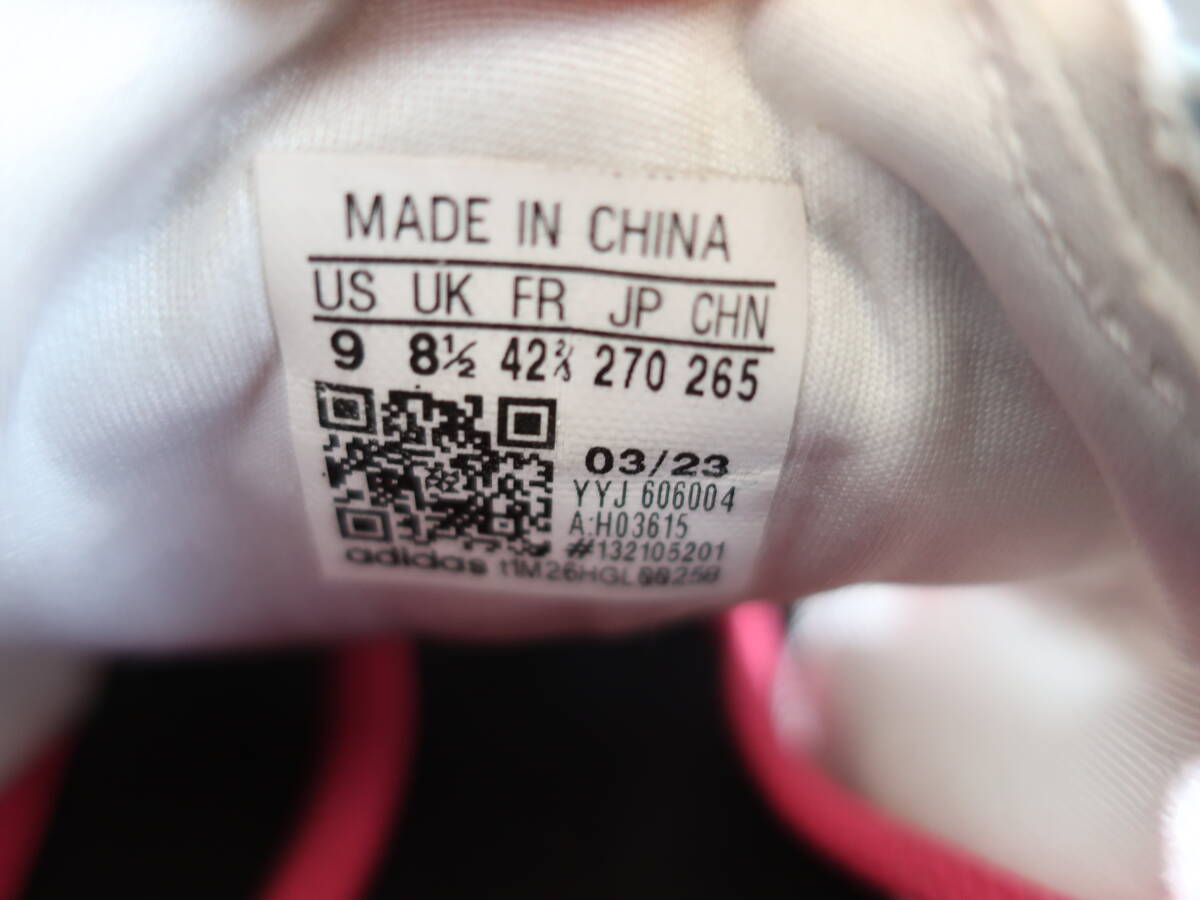 MADE IN CHINA
US UK FR JP CHN
9 8½ 42⅔ 270 265
03/23
YYJ 606004
A:H03615
#132105201
adidas